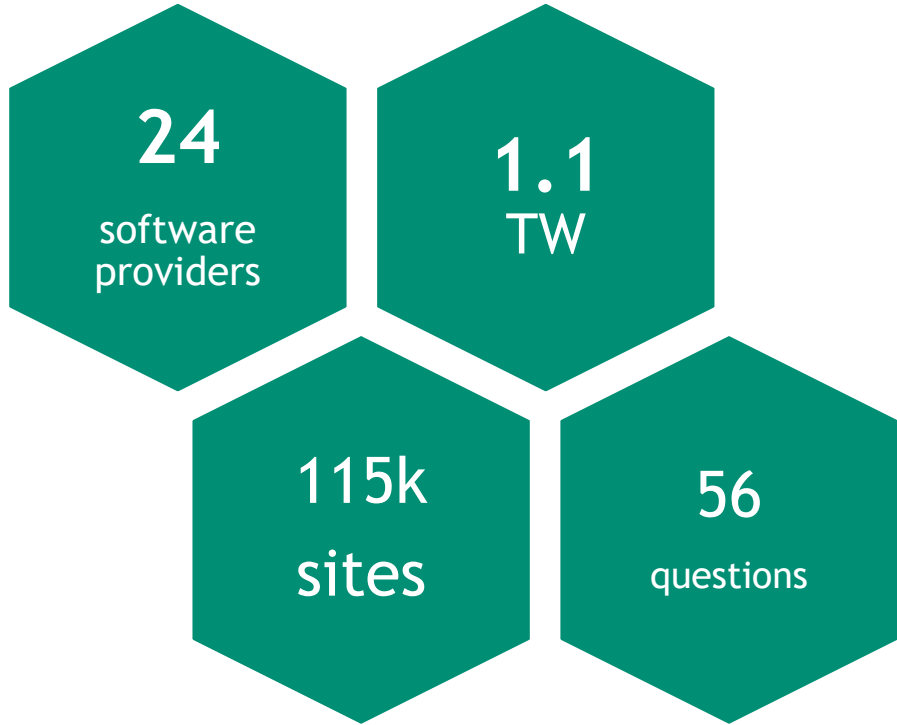 24
software
providers
1.1
TW
115k
sites
56
questions